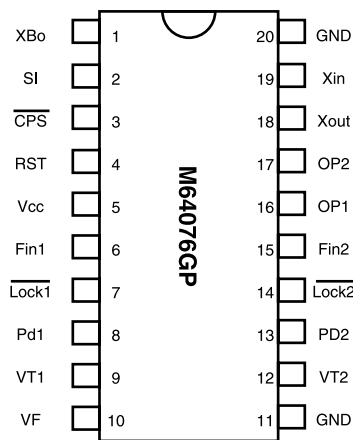 XBo 1 20 GND
SI 2 19 Xin
CPS 3 18 Xout
RST 4 17 OP2
Vcc 5 16 OP1
Fin1 6 15 Fin2
Lock1 7 14 Lock2
Pd1 8 13 PD2
VT1 9 12 VT2
VF 10 11 GND
M64076GP